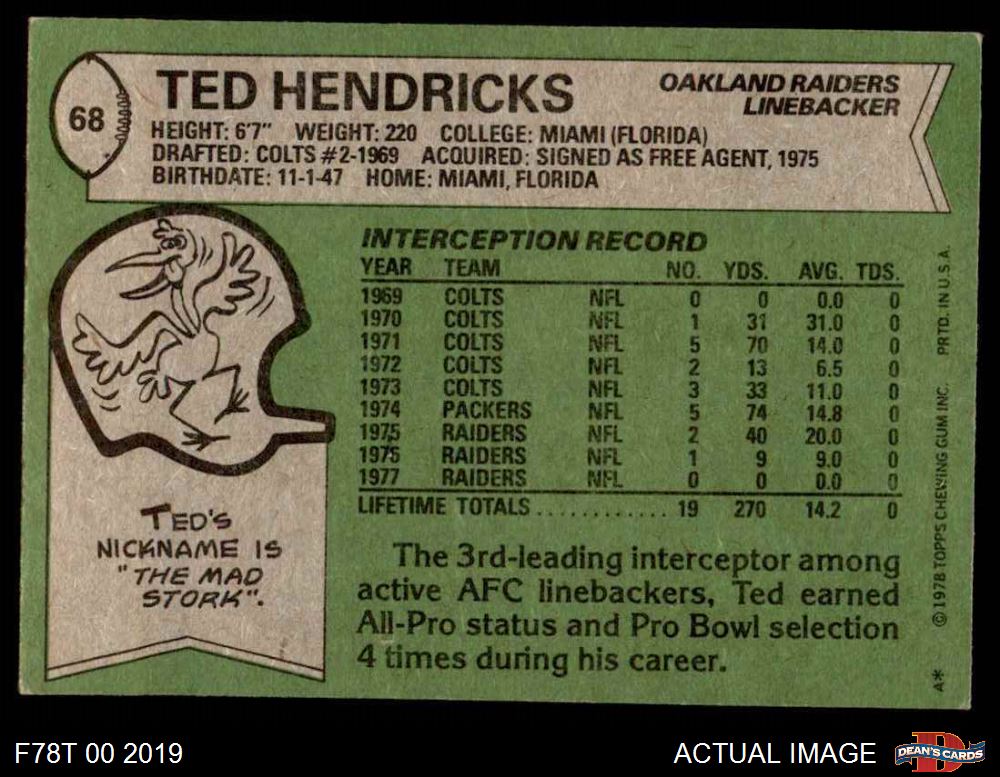 68
TED HENDRICKS
OAKLAND RAIDERS
LINEBACKER
HEIGHT: 6'7" WEIGHT: 220 COLLEGE: MIAMI (FLORIDA)
DRAFTED: COLTS #2-1969 ACQUIRED: SIGNED AS FREE AGENT, 1975
BIRTHDATE: 11-1-47 HOME: MIAMI, FLORIDA
INTERCEPTION RECORD
YEAR TEAM NO. YDS. AVG. TDS.
1969 COLTS NFL 0 0 0.0 0
1970 COLTS NFL 1 31 31.0 0
1971 COLTS NFL 5 70 14.0 0
1972 COLTS NFL 2 13 6.5 0
1973 COLTS NFL 3 33 11.0 0
1974 PACKERS NFL 5 74 14.8 0
1975 RAIDERS NFL 2 40 20.0 0
1975 RAIDERS NFL 1 9 9.0 0
1977 RAIDERS NFL 0 0 0.0 0
LIFETIME TOTALS............ 19 270 14.2 0
TED'S
NICKNAME IS
"THE MAD
STORK".
The 3rd-leading interceptor among
active AFC linebackers, Ted earned
All-Pro status and Pro Bowl selection
4 times during his career.
A* ©1978 TOPPS CHEWING GUM INC. PRTD. IN U.S.A.
F78T 00 2019
ACTUAL IMAGE
D
DEAN'S CARDS